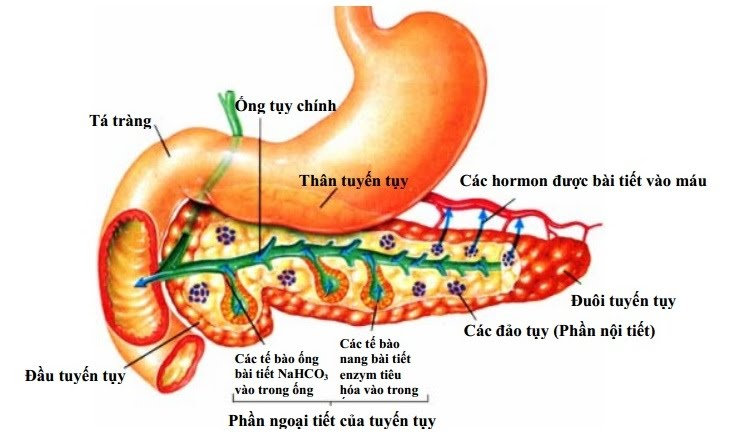 Ống tụy chính
Tá tràng
Thân tuyến tụy
Các hormon được bài tiết vào máu
Đuôi tuyến tụy
Các đảo tụy (Phần nội tiết)
Đầu tuyến tụy
Các tế bào ống
bài tiết NaHCO₃
vào trong ống
Các tế bào
nang bài tiết
enzym tiêu
hóa vào trong
Phần ngoại tiết của tuyến tụy